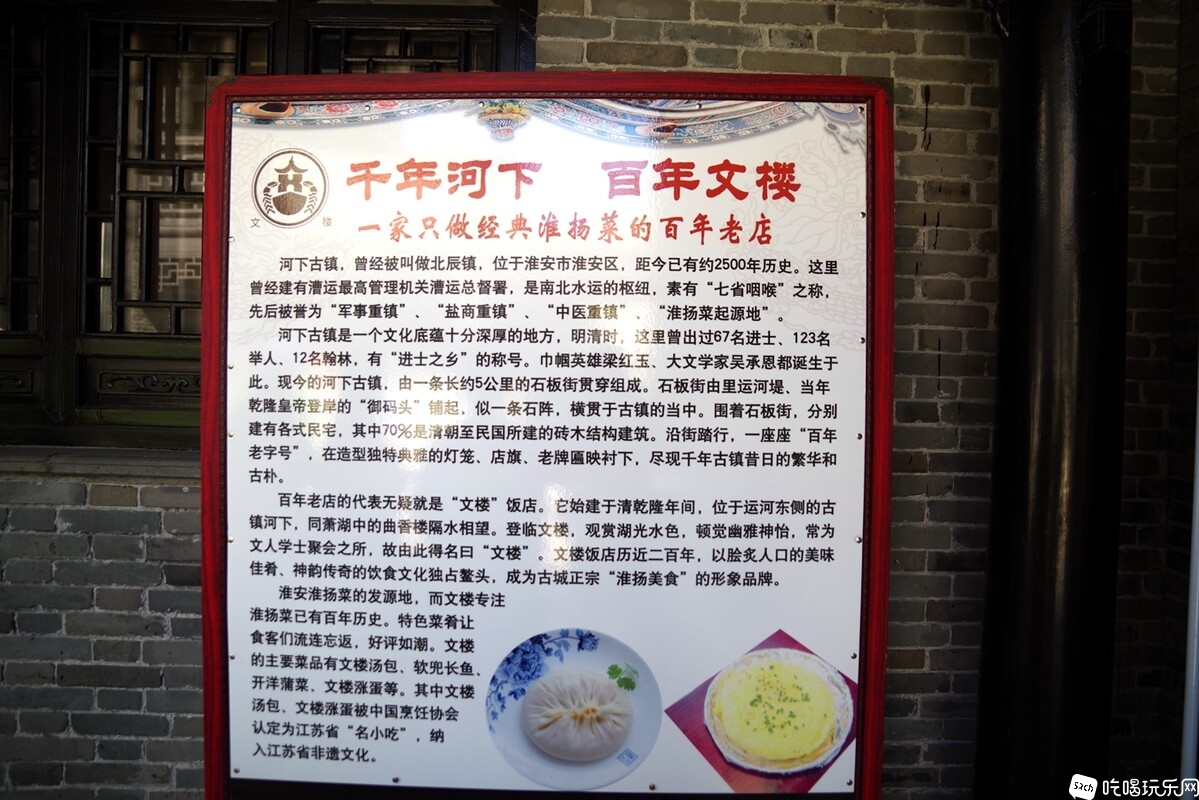 千年河下 百年文楼
文 楼
一家只做经典淮扬菜的百年老店
河下古镇，曾经被叫做北辰镇，位于淮安市淮安区，距今已有约2500年历史。这里
曾经建有漕运最高管理机关漕运总督署，是南北水运的枢纽，素有“七省咽喉”之称，
先后被誉为“军事重镇”、“盐商重镇”、“中医重镇”、“淮扬菜起源地”。
河下古镇是一个文化底蕴十分深厚的地方，明清时，这里曾出过67名进士、123名
举人、12名翰林，有“进士之乡”的称号。巾帼英雄梁红玉、大文学家吴承恩都诞生于
此。现今的河下古镇，由一条长约5公里的石板街贯穿组成。石板街由里运河堤、当年
乾隆皇帝登岸的“御码头”铺起，似一条石阵，横贯于古镇的当中。围着石板街，分别
建有各式民宅，其中70%是清朝至民国所建的砖木结构建筑。沿街踏行，一座座“百年
老字号”，在造型独特典雅的灯笼、店旗、老牌匾映衬下，尽现千年古镇昔日的繁华和
古朴。
百年老店的代表无疑就是“文楼”饭店。它始建于清乾隆年间，位于运河东侧的古
镇河下，同萧湖中的曲香楼隔水相望。登临文楼，观赏湖光水色，顿觉幽雅神怡，常为
文人学士聚会之所，故由此得名曰“文楼”。文楼饭店历近二百年，以脍炙人口的美味
佳肴、神韵传奇的饮食文化独占鳌头，成为古城正宗“淮扬美食”的形象品牌。
淮安淮扬菜的发源地，而文楼专注
淮扬菜已有百年历史。特色菜肴让
食客们流连忘返，好评如潮。文楼
的主要菜品有文楼汤包、软兜长鱼、
开洋蒲菜、文楼涨蛋等。其中文楼
汤包、文楼涨蛋被中国烹饪协会
认定为江苏省“名小吃”，纳
入江苏省非遗文化。
sach 吃喝玩乐网